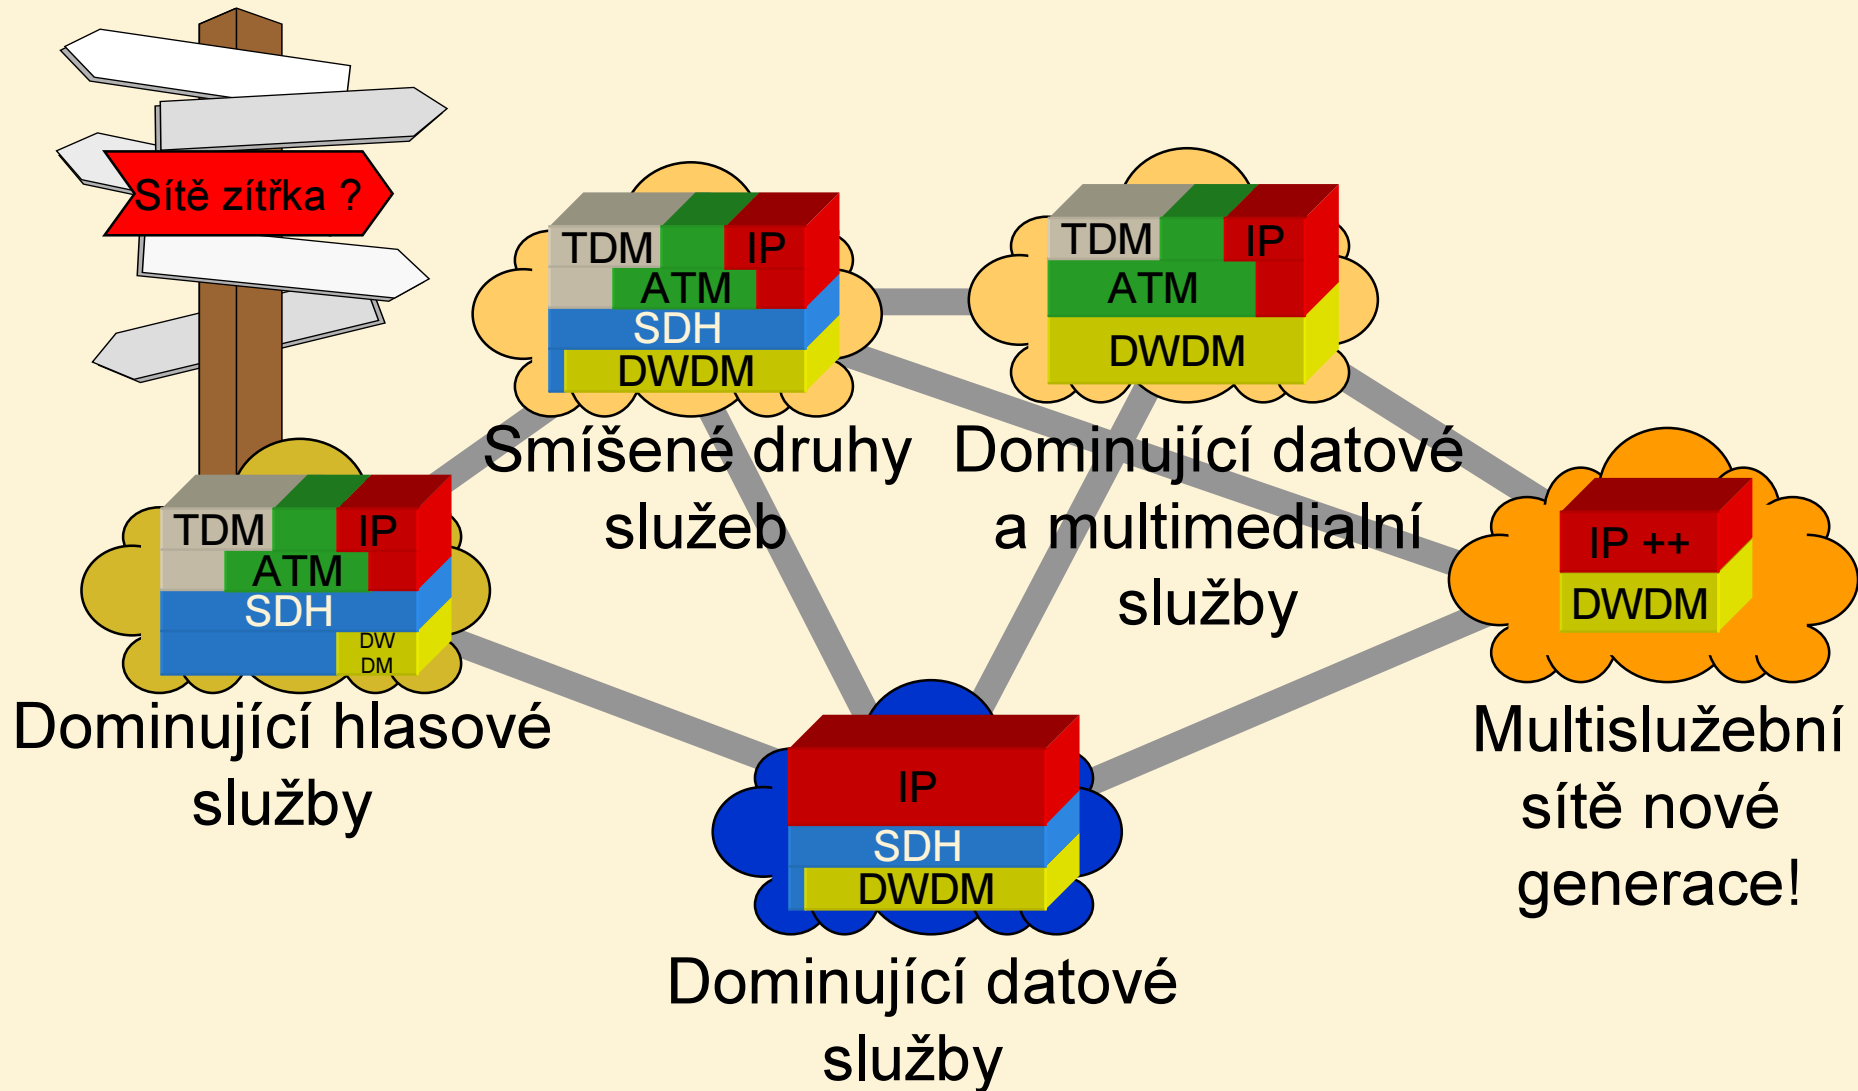 Sítě zítřka ?
TDM
IP
ATM
SDH
DWDM
Smíšené druhy
služeb
TDM
IP
ATM
DWDM
Dominující datové
a multimedialní
služby
TDM
IP
ATM
SDH
DW
DM
Dominující hlasové
služby
IP
SDH
DWDM
Dominující datové
služby
IP ++
DWDM
Multislužební
sítě nové
generace!